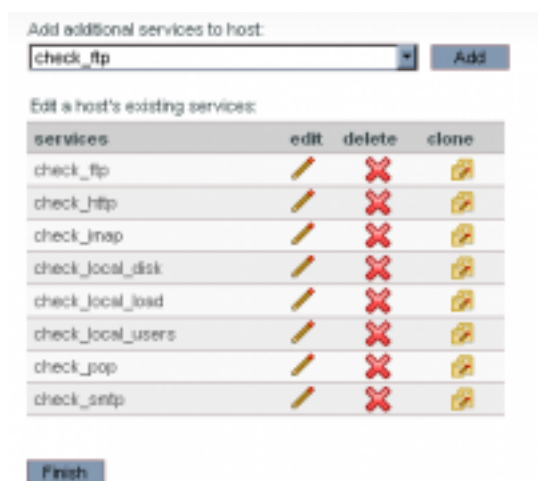 Add additional services to host:
check_ftp Add
Edit a host's existing services:
services edit delete clone
check_ftp
check_http
check_imap
check_local_disk
check_local_load
check_local_users
check_pop
check_smtp
Finish